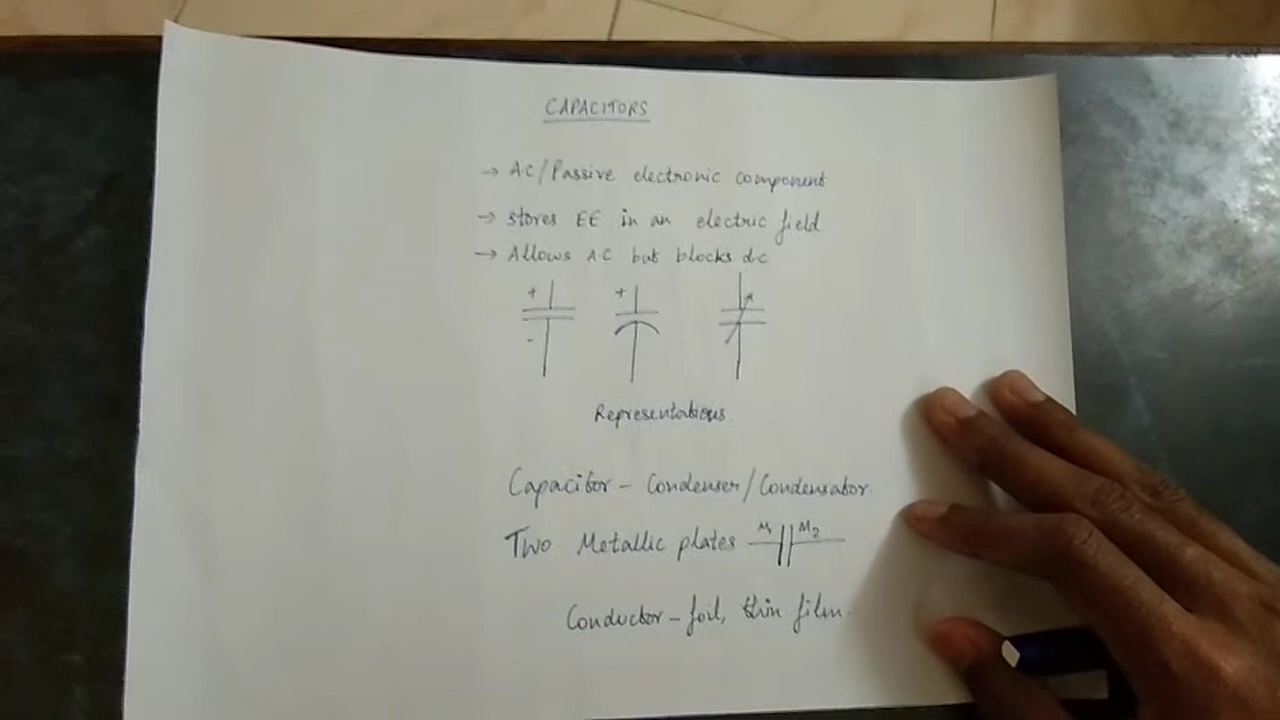 CAPACITORS
→ AC/Passive electronic component
→ stores EE in an electric field
→ Allows A.C but blocks d.c
+ + 
-
Representations
Capacitor - Condenser/Condensator
Two Metallic plates M1 M2
Conductor - foil, thin film.